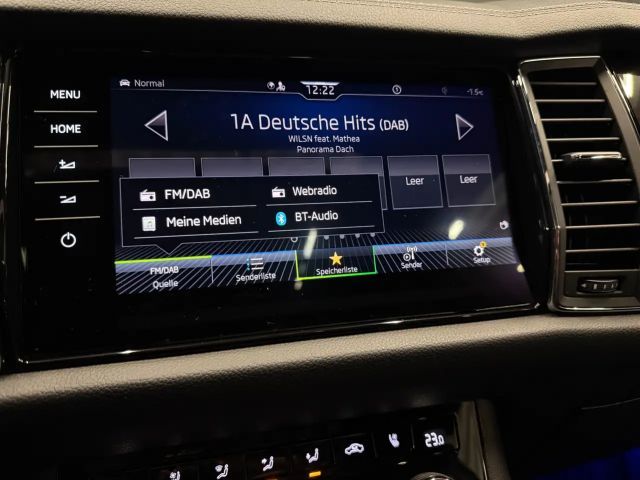 Normal
12:22
-1.5°C
MENU
HOME
1A Deutsche Hits (DAB)
WILSN feat. Mathea
Panorama Dach
Leer
Leer
FM/DAB
Webradio
Meine Medien
BT-Audio
FM/DAB
Quelle
Senderliste
Speicherliste
Sender
Setup
23.0